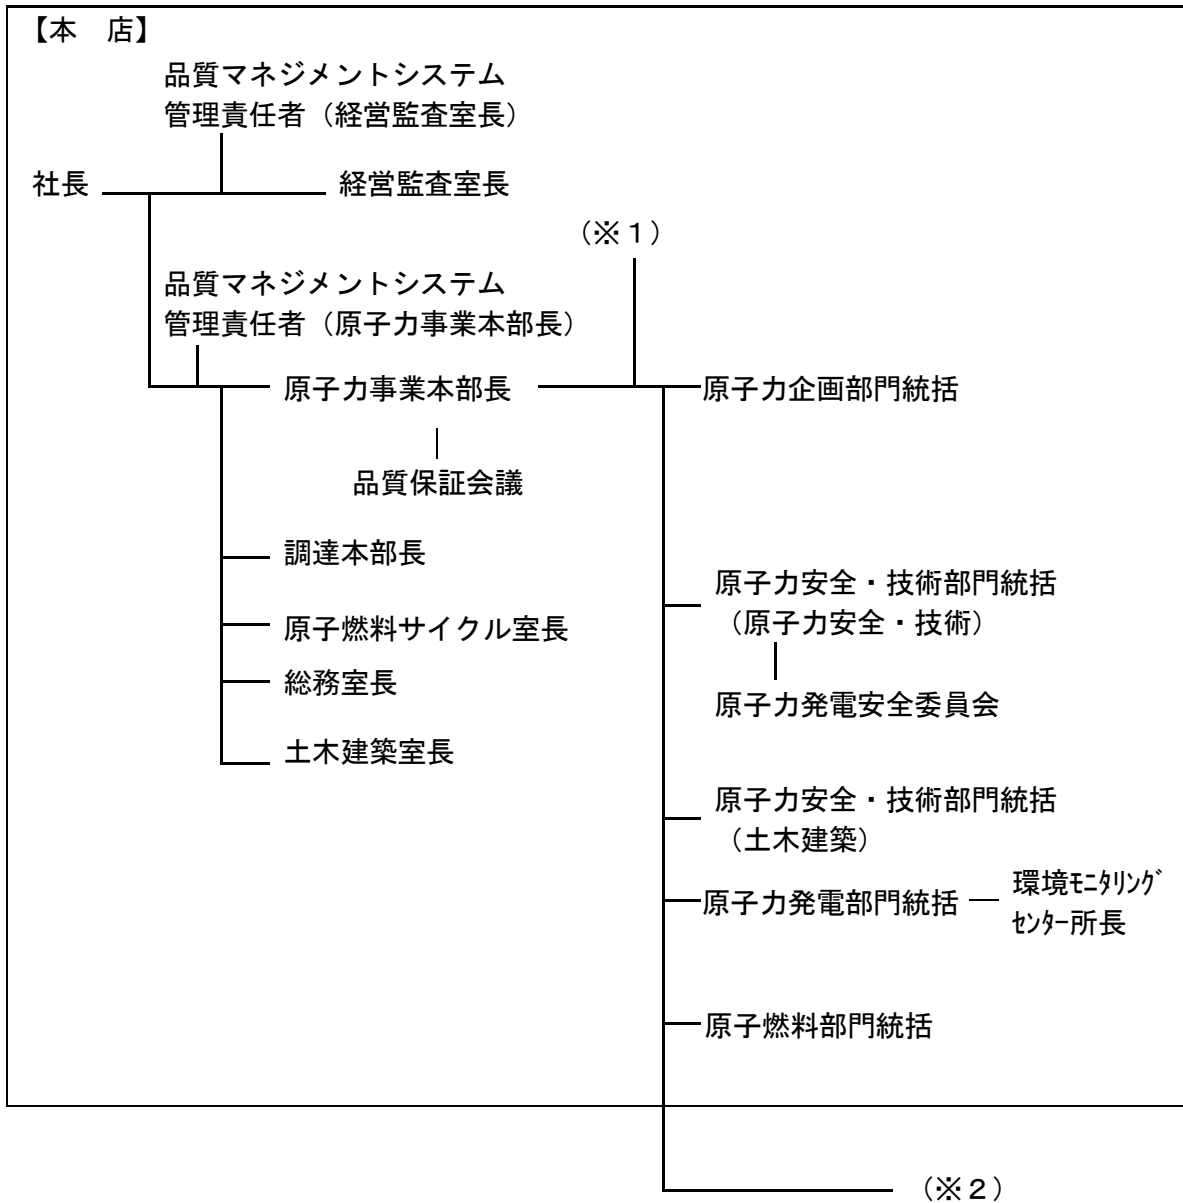 【本　店】
品質マネジメントシステム
管理責任者（経営監査室長）
社長
経営監査室長
（※１）
品質マネジメントシステム
管理責任者（原子力事業本部長）
原子力事業本部長
原子力企画部門統括
品質保証会議
調達本部長
原子燃料サイクル室長
総務室長
土木建築室長
原子力安全・技術部門統括
（原子力安全・技術）
原子力発電安全委員会
原子力安全・技術部門統括
（土木建築）
原子力発電部門統括
環境ﾓﾆﾀﾘﾝｸﾞ
ｾﾝﾀｰ所長
原子燃料部門統括
（※２）